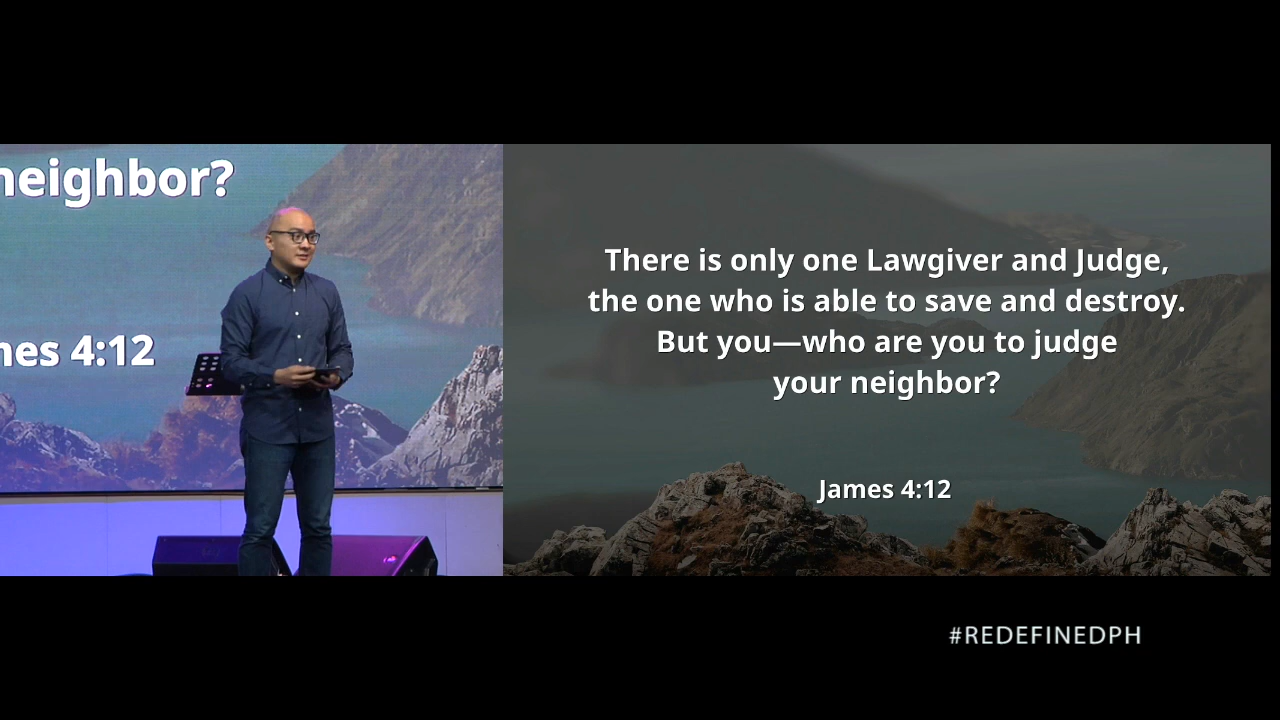 neighbor?
mes 4:12
There is only one Lawgiver and Judge,
the one who is able to save and destroy.
But you—who are you to judge
your neighbor?
James 4:12
#REDEFINEDPH